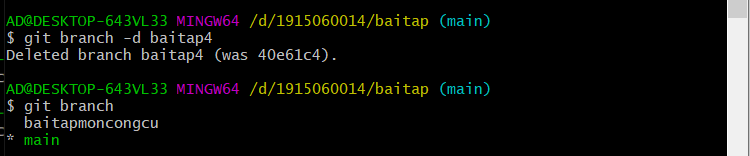 AD@DESKTOP-643VL33 MINGW64 /d/1915060014/baitap (main)
$ git branch -d baitap4
Deleted branch baitap4 (was 40e61c4).
AD@DESKTOP-643VL33 MINGW64 /d/1915060014/baitap (main)
$ git branch
baitapmoncongcu
* main